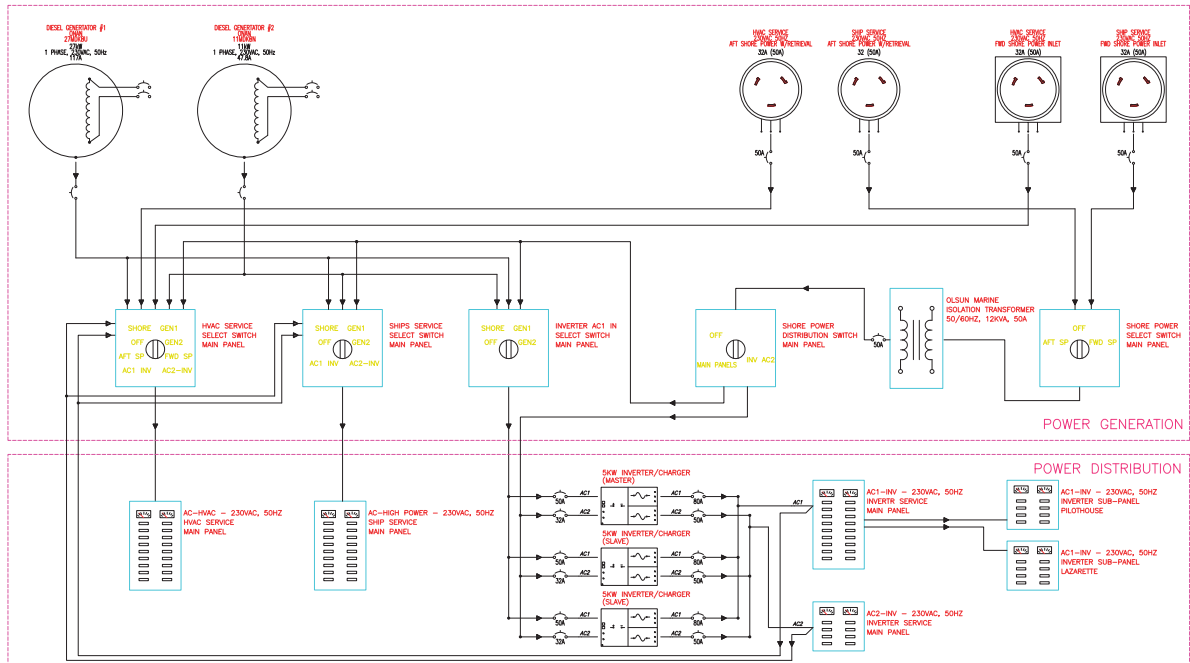 DIESEL GENERTATOR #1
ONAN
27MDKBU
27kW
1 PHASE, 230VAC, 50Hz
117A
DIESEL GENERTATOR #2
ONAN
11MDKBN
11kW
1 PHASE, 230VAC, 50Hz
47.8A
HVAC SERVICE
230VAC 50HZ
AFT SHORE POWER W/RETRIEVAL
32A (50A)
SHIP SERVICE
230VAC 50HZ
AFT SHORE POWER W/RETRIEVAL
32 (50A)
HVAC SERVICE
230VAC 50HZ
FWD SHORE POWER INLET
32A (50A)
SHIP SERVICE
230VAC 50HZ
FWD SHORE POWER INLET
32A (50A)
50A
50A
50A
50A
SHORE GEN1
OFF GEN2
AFT SP FWD SP
AC1 INV AC2-INV
HVAC SERVICE
SELECT SWITCH
MAIN PANEL
SHORE GEN1
OFF GEN2
AC1 INV AC2-INV
SHIPS SERVICE
SELECT SWITCH
MAIN PANEL
SHORE GEN1
OFF GEN2
INVERTER AC1 IN
SELECT SWITCH
MAIN PANEL
OFF
MAIN PANELS INV AC2
SHORE POWER
DISTRIBUTION SWITCH
MAIN PANEL
50A
OLSUN MARINE
ISOLATION TRANSFORMER
50/60HZ, 12KVA, 50A
OFF
AFT SP FWD SP
SHORE POWER
SELECT SWITCH
MAIN PANEL
POWER GENERATION
POWER DISTRIBUTION
AC-HVAC - 230VAC, 50HZ
HVAC SERVICE
MAIN PANEL
AC-HIGH POWER - 230VAC, 50HZ
SHIP SERVICE
MAIN PANEL
5KW INVERTER/CHARGER
(MASTER)
50A AC1 AC1 80A
32A AC2 AC2 50A
5KW INVERTER/CHARGER
(SLAVE)
50A AC1 AC1 80A
32A AC2 AC2 50A
5KW INVERTER/CHARGER
(SLAVE)
50A AC1 AC1 80A
32A AC2 AC2 50A
AC1
AC1-INV - 230VAC, 50HZ
INVERTR SERVICE
MAIN PANEL
AC1-INV - 230VAC, 50HZ
INVERTER SUB-PANEL
PILOTHOUSE
AC1-INV - 230VAC, 50HZ
INVERTER SUB-PANEL
LAZARETTE
AC2
AC2-INV - 230VAC, 50HZ
INVERTER SERVICE
MAIN PANEL